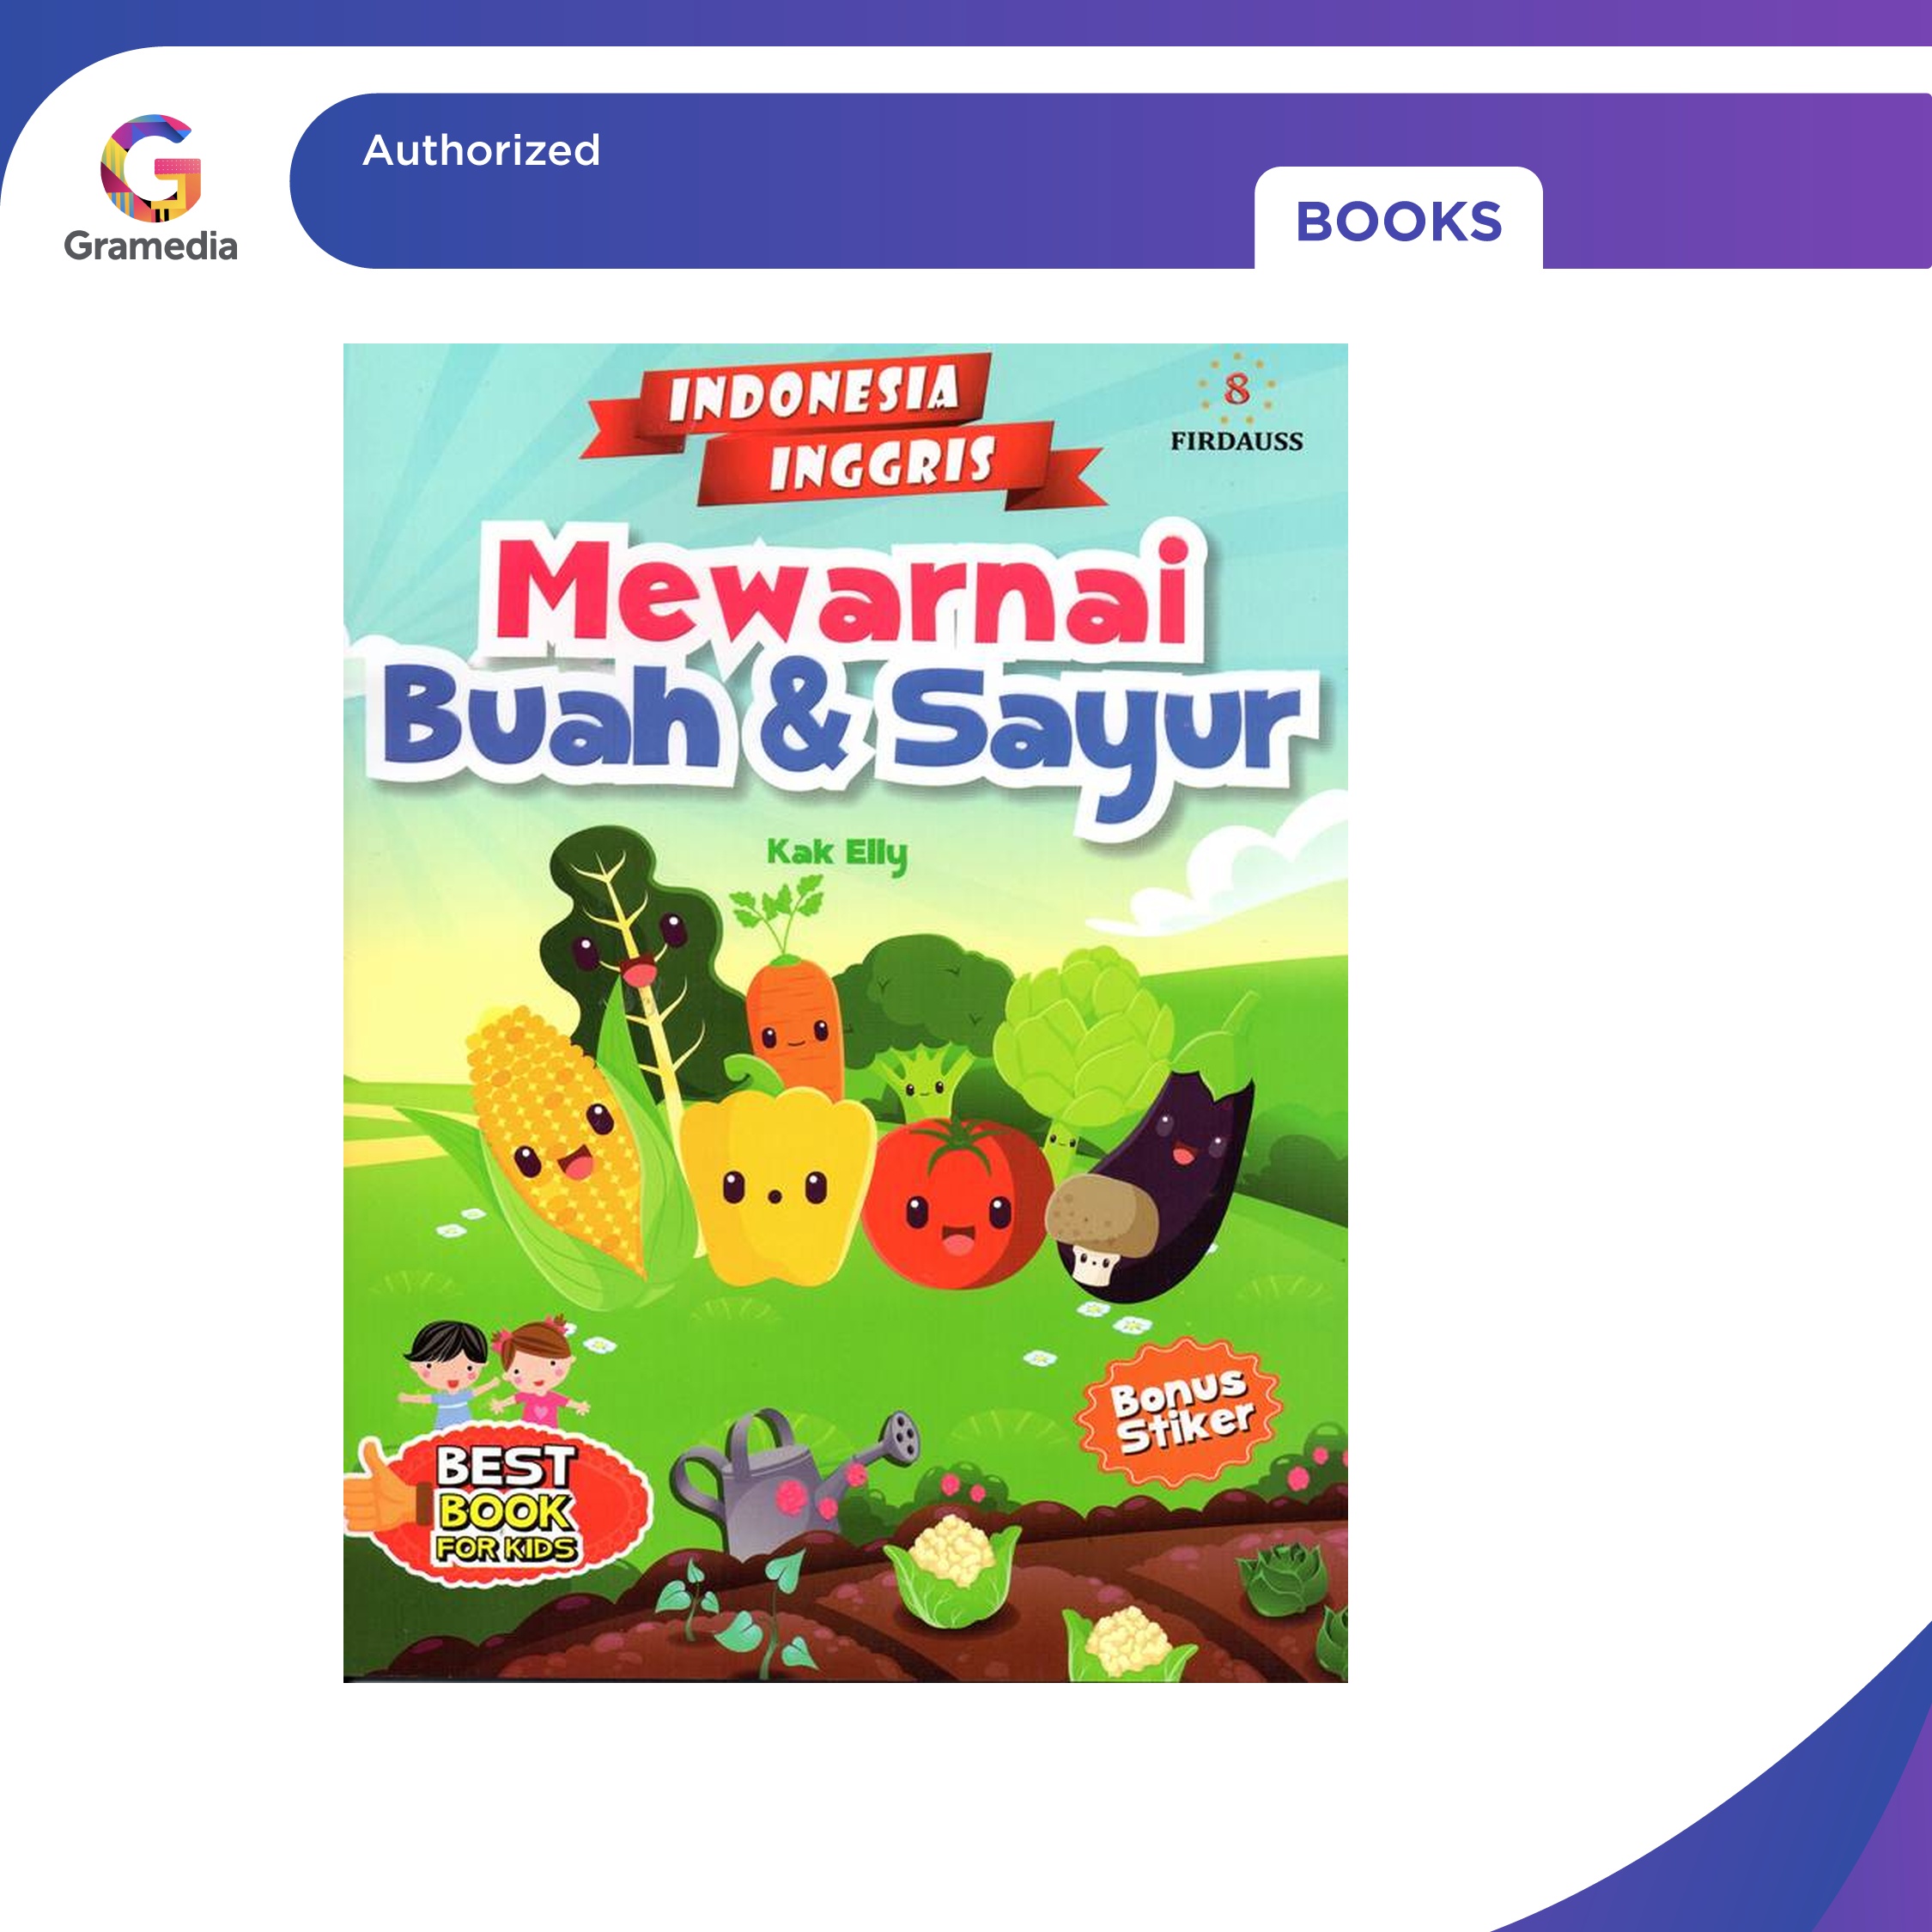 Gramedia
Authorized
BOOKS
INDONESIA
INGGRIS
8
FIRDAUSS
Mewarnai
Buah & Sayur
Kak Elly
Bonus
Stiker
BEST
BOOK
FOR KIDS